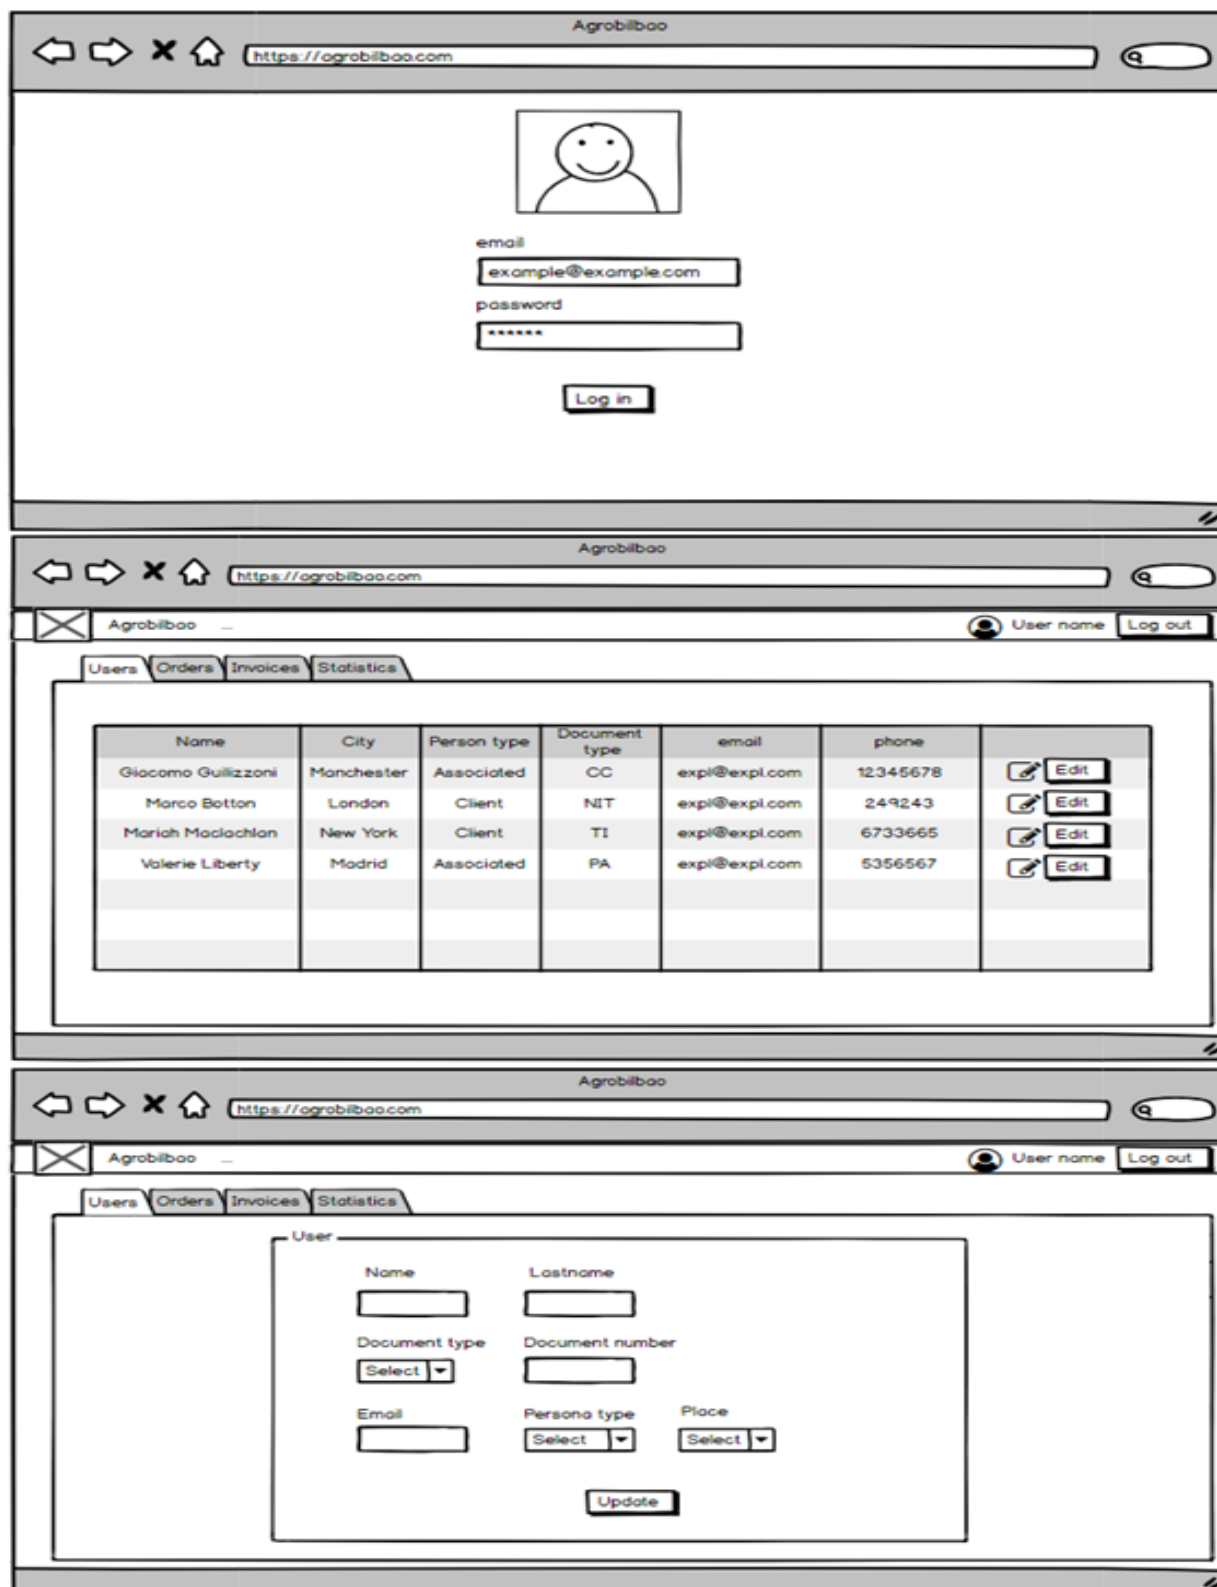 Agrobilbao
https://agrobilbao.com
email
example@example.com
password
******
Log in
Agrobilbao
https://agrobilbao.com
Agrobilbao ... User name Log out
Users Orders Invoices Statistics
Name City Person type Document type email phone
Giacomo Guilizzoni Manchester Associated CC expl@expl.com 12345678 Edit
Marco Botton London Client NIT expl@expl.com 249243 Edit
Mariah Maclachlan New York Client TI expl@expl.com 6733665 Edit
Valerie Liberty Madrid Associated PA expl@expl.com 5356567 Edit
Agrobilbao
https://agrobilbao.com
Agrobilbao ... User name Log out
Users Orders Invoices Statistics
User
Name Lastname
Document type Document number
Select
Email Persona type Place
Select Select
Update